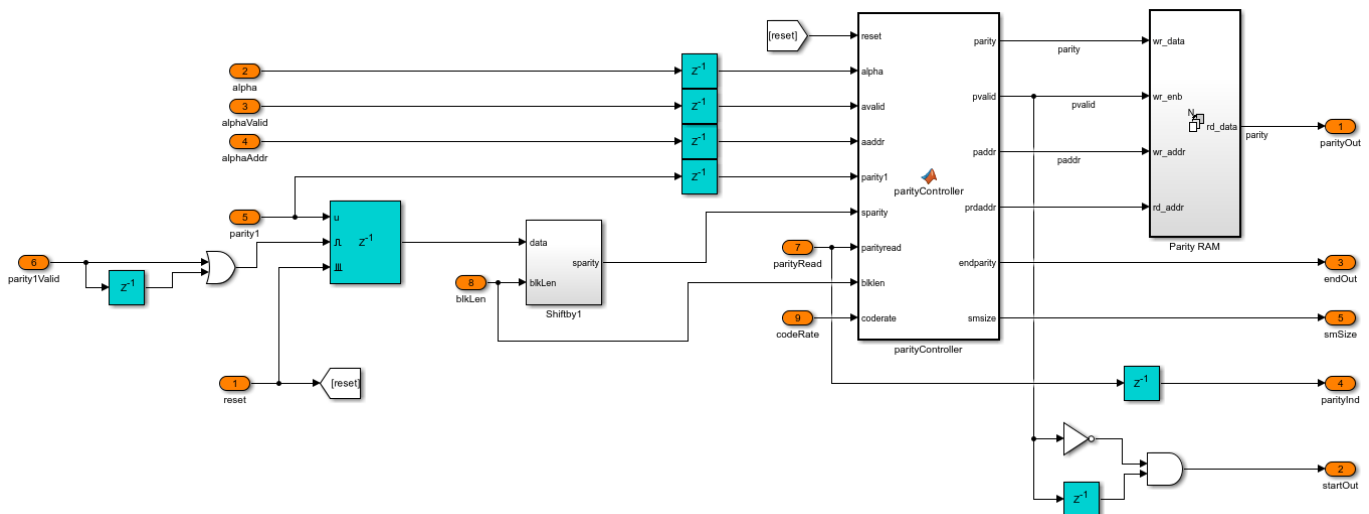 [reset]
2
alpha
3
alphaValid
4
alphaAddr
5
parity1
6
parity1Valid
Z-1
Z-1
Z-1
Z-1
Z-1
u
Z-1
1
reset
[reset]
8
blkLen
data
blkLen
sparity
Shiftby1
7
parityRead
9
codeRate
reset
alpha
avalid
aaddr
parity1
sparity
parityread
blklen
coderate
parityController
parity
pvalid
paddr
prdaddr
endparity
smsize
parityController
parity
pvalid
paddr
wr_data
wr_enb
wr_addr
rd_addr
N
rd_data
Parity RAM
parity
1
parityOut
3
endOut
5
smSize
Z-1
4
parityInd
Z-1
2
startOut